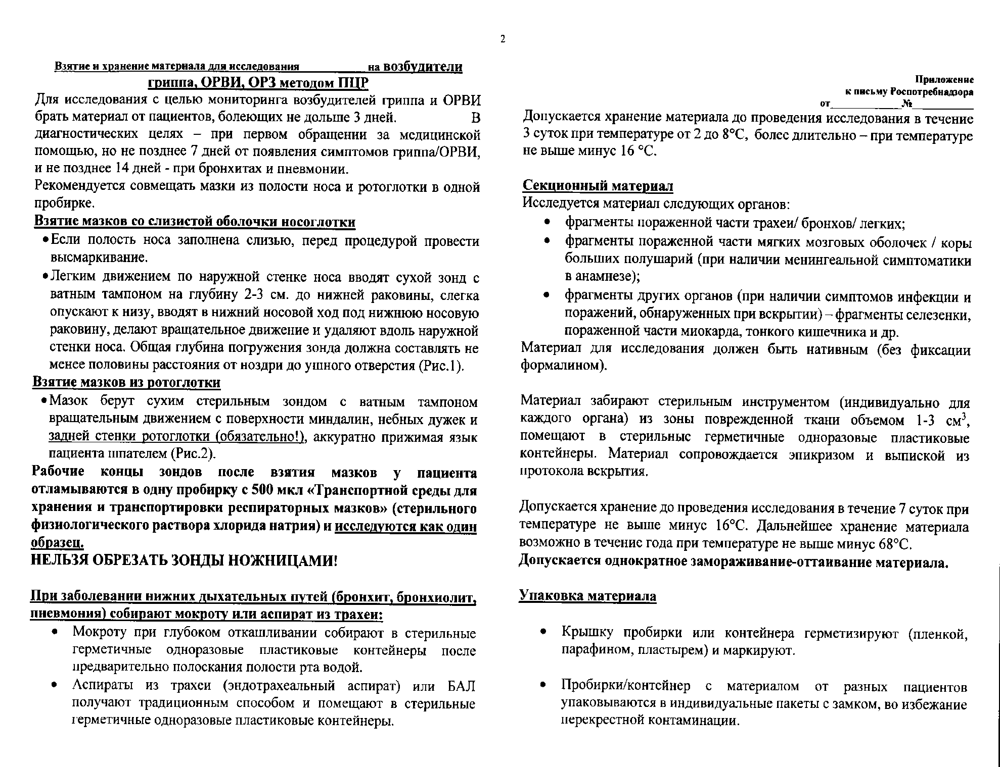 2
Взятие и хранение материала для исследования на возбудители
гриппа, ОРВИ, ОРЗ методом ПЦР
Для исследования с целью мониторинга возбудителей гриппа и ОРВИ
брать материал от пациентов, болеющих не дольше 3 дней. В
диагностических целях – при первом обращении за медицинской
помощью, но не позднее 7 дней от появления симптомов гриппа/ОРВИ,
и не позднее 14 дней - при бронхитах и пневмонии.
Рекомендуется совмещать мазки из полости носа и ротоглотки в одной
пробирке.
Взятие мазков со слизистой оболочки носоглотки
•Если полость носа заполнена слизью, перед процедурой провести
высмаркивание.
•Легким движением по наружной стенке носа вводят сухой зонд с
ватным тампоном на глубину 2-3 см. до нижней раковины, слегка
опускают к низу, вводят в нижний носовой ход под нижнюю носовую
раковину, делают вращательное движение и удаляют вдоль наружной
стенки носа. Общая глубина погружения зонда должна составлять не
менее половины расстояния от ноздри до ушного отверстия (Рис.1).
Взятие мазков из ротоглотки
•Мазок берут сухим стерильным зондом с ватным тампоном
вращательным движением с поверхности миндалин, небных дужек и
задней стенки ротоглотки (обязательно!), аккуратно прижимая язык
пациента шпателем (Рис.2).
Рабочие концы зондов после взятия мазков у пациента
отламываются в одну пробирку с 500 мкл «Транспортной среды для
хранения и транспортировки респираторных мазков» (стерильного
физиологического раствора хлорида натрия) и исследуются как один
образец.
НЕЛЬЗЯ ОБРЕЗАТЬ ЗОНДЫ НОЖНИЦАМИ!
При заболевании нижних дыхательных путей (бронхит, бронхиолит,
пневмония) собирают мокроту или аспират из трахеи:
• Мокроту при глубоком откашливании собирают в стерильные
герметичные одноразовые пластиковые контейнеры после
предварительно полоскания полости рта водой.
• Аспираты из трахеи (эндотрахеальный аспират) или БАЛ
получают традиционным способом и помещают в стерильные
герметичные одноразовые пластиковые контейнеры.
Приложение
к письму Роспотребнадзора
от____________№__________
Допускается хранение материала до проведения исследования в течение
3 суток при температуре от 2 до 8°С, более длительно – при температуре
не выше минус 16 °С.
Секционный материал
Исследуется материал следующих органов:
• фрагменты пораженной части трахеи/ бронхов/ легких;
• фрагменты пораженной части мягких мозговых оболочек / коры
больших полушарий (при наличии менингеальной симптоматики
в анамнезе);
• фрагменты других органов (при наличии симптомов инфекции и
поражений, обнаруженных при вскрытии) – фрагменты селезенки,
пораженной части миокарда, тонкого кишечника и др.
Материал для исследования должен быть нативным (без фиксации
формалином).
Материал забирают стерильным инструментом (индивидуально для
каждого органа) из зоны поврежденной ткани объемом 1-3 см³,
помещают в стерильные герметичные одноразовые пластиковые
контейнеры. Материал сопровождается эпикризом и выпиской из
протокола вскрытия.
Допускается хранение до проведения исследования в течение 7 суток при
температуре не выше минус 16°С. Дальнейшее хранение материала
возможно в течение года при температуре не выше минус 68°С.
Допускается однократное замораживание-оттаивание материала.
Упаковка материала
• Крышку пробирки или контейнера герметизируют (пленкой,
парафином, пластырем) и маркируют.
• Пробирки/контейнер с материалом от разных пациентов
упаковываются в индивидуальные пакеты с замком, во избежание
перекрестной контаминации.